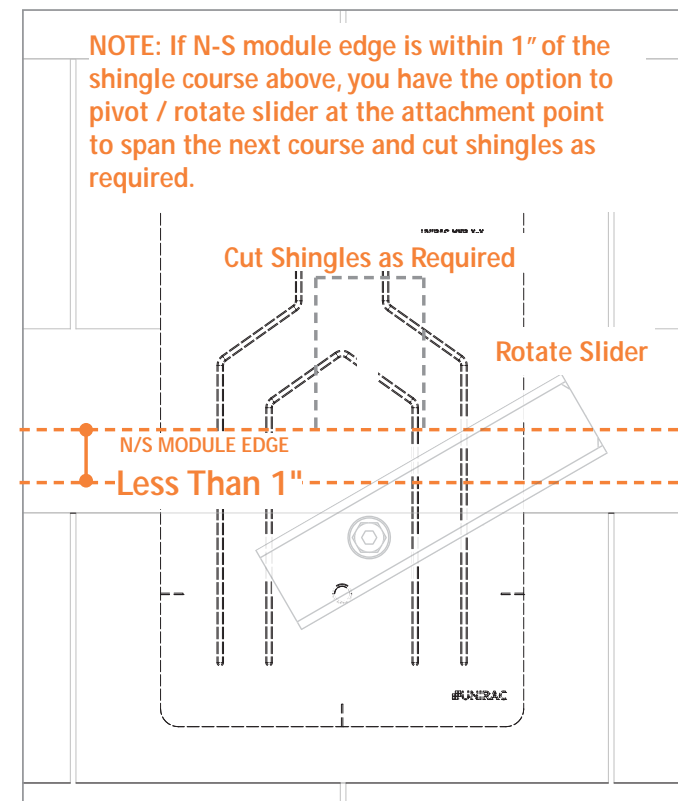 NOTE: If N-S module edge is within 1" of the
shingle course above, you have the option to
pivot / rotate slider at the attachment point
to span the next course and cut shingles as
required.
Cut Shingles as Required
Rotate Slider
N/S MODULE EDGE
Less Than 1"
UNIRAC